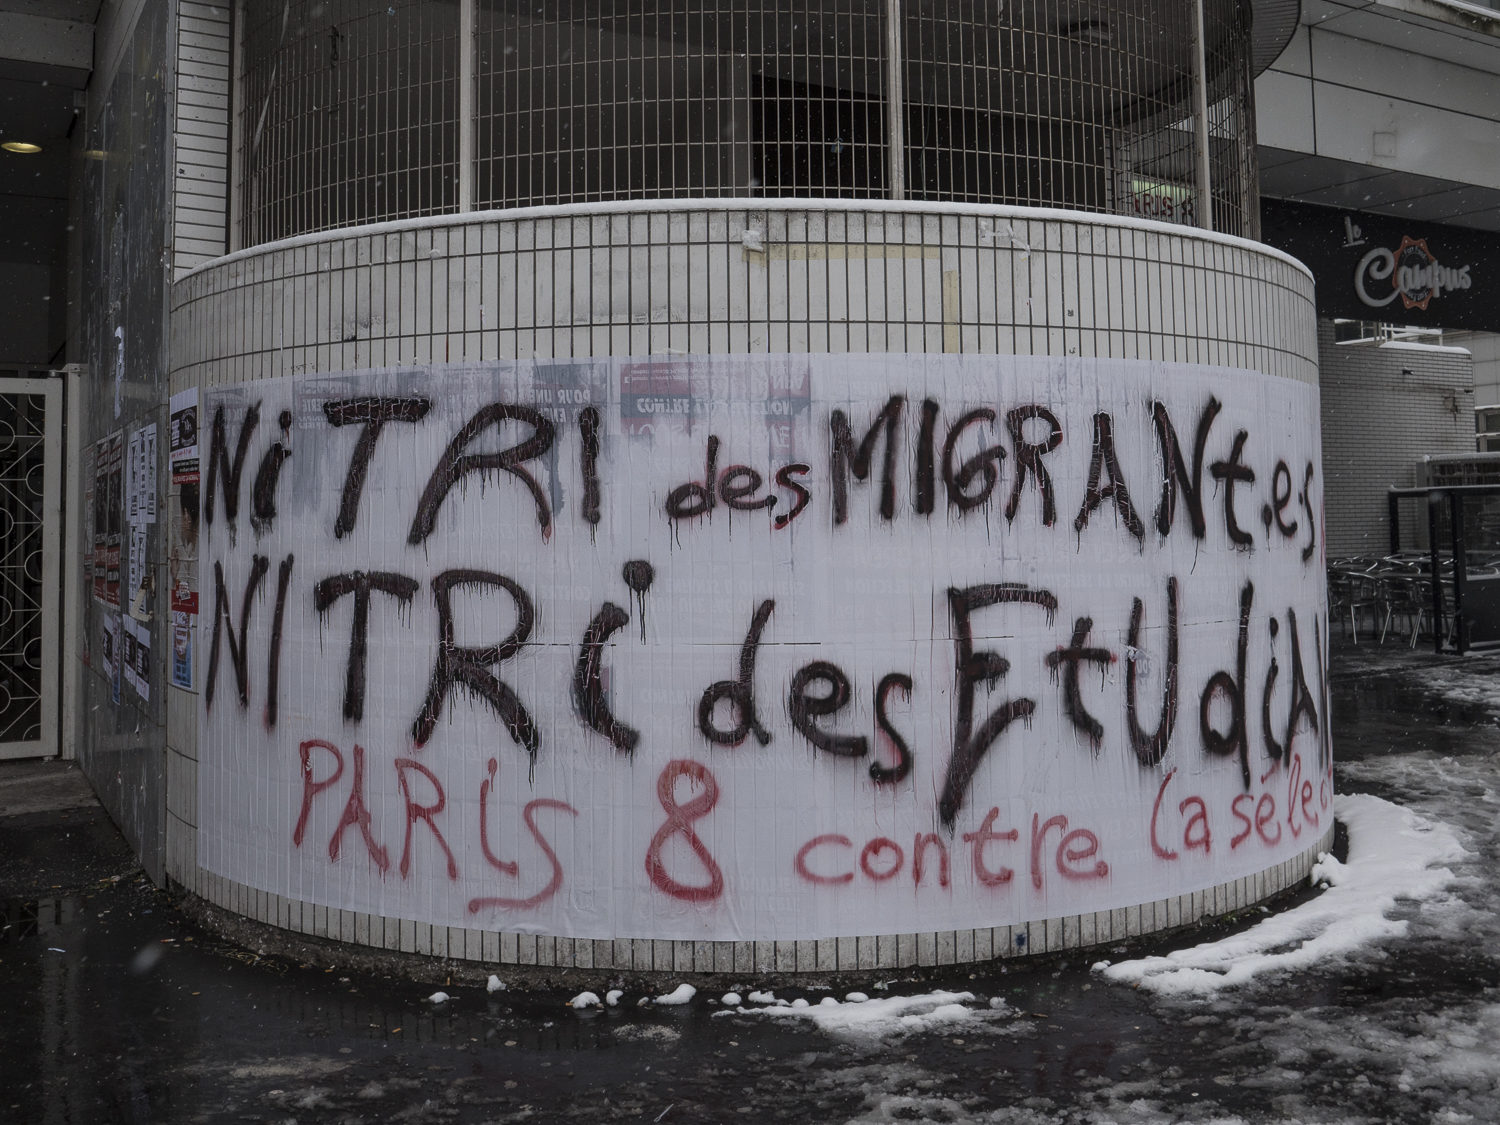 Ni TRI des MIGRANt.e.s
NI TRi des EtUdiAN
PARIS 8 contre la séle
Le Campus